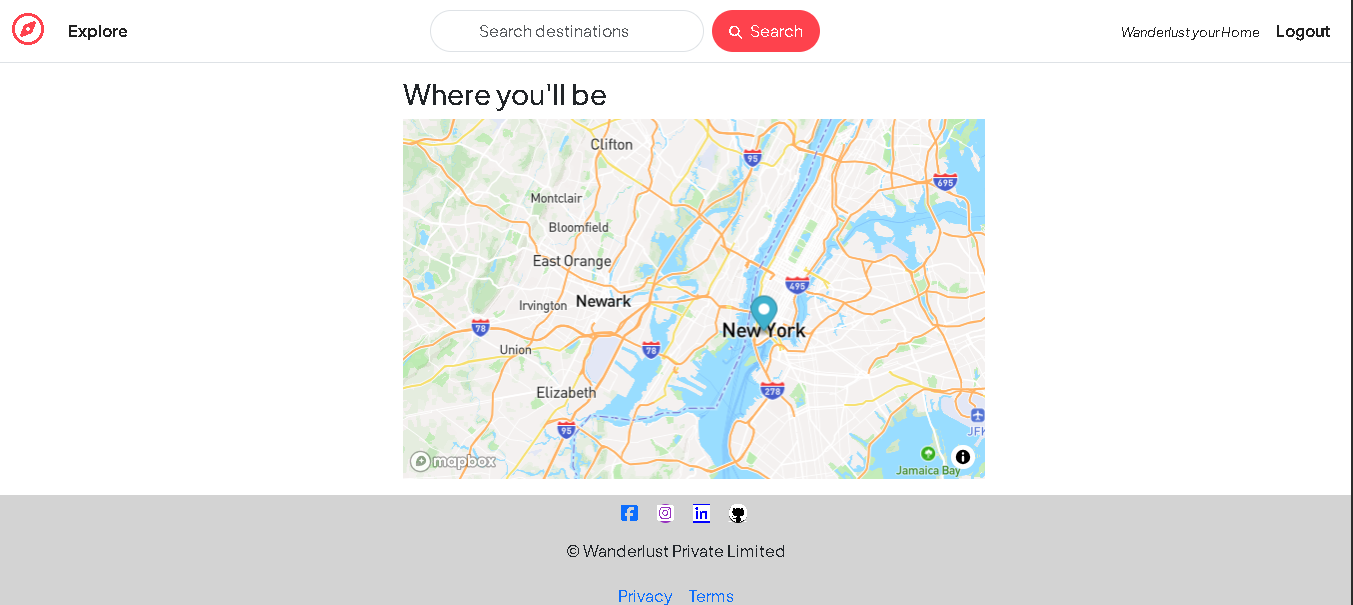 Explore
Search destinations
Search
Wanderlust your Home
Logout
Where you'll be
Clifton
95
695
Montclair
Bloomfield
East Orange
495
Irvington
Newark
New York
78
Union
78
Elizabeth
278
95
JFK
mapbox
Jamaica Bay
in
© Wanderlust Private Limited
Privacy Terms